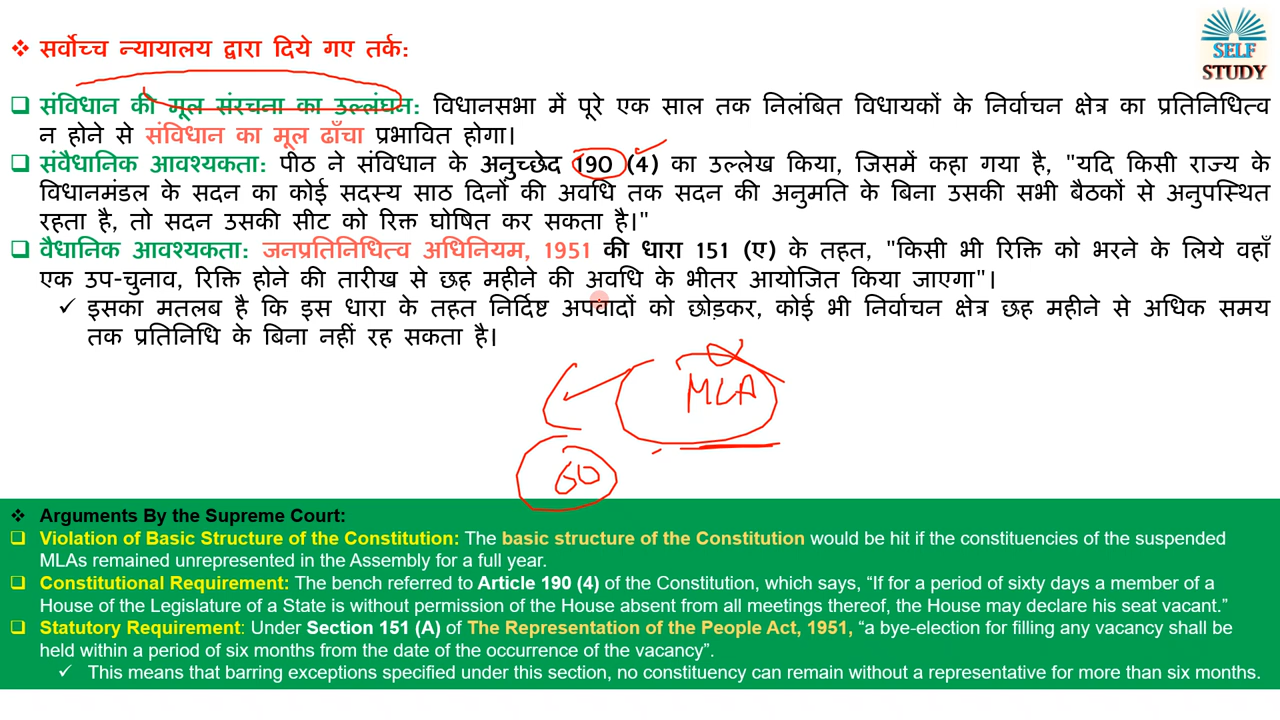 ❖ सर्वोच्च न्यायालय द्वारा दिये गए तर्क:
SELF
STUDY
❑ संविधान की मूल संरचना का उल्लंघन: विधानसभा में पूरे एक साल तक निलंबित विधायकों के निर्वाचन क्षेत्र का प्रतिनिधित्व
न होने से संविधान का मूल ढाँचा प्रभावित होगा।
❑ संवैधानिक आवश्यकता: पीठ ने संविधान के अनुच्छेद 190 (4) का उल्लेख किया, जिसमें कहा गया है, "यदि किसी राज्य के
विधानमंडल के सदन का कोई सदस्य साठ दिनों की अवधि तक सदन की अनुमति के बिना उसकी सभी बैठकों से अनुपस्थित
रहता है, तो सदन उसकी सीट को रिक्त घोषित कर सकता है।"
❑ वैधानिक आवश्यकता: जनप्रतिनिधित्व अधिनियम, 1951 की धारा 151 (ए) के तहत, "किसी भी रिक्ति को भरने के लिये वहाँ
एक उप-चुनाव, रिक्ति होने की तारीख से छह महीने की अवधि के भीतर आयोजित किया जाएगा"।
✓ इसका मतलब है कि इस धारा के तहत निर्दिष्ट अपवादों को छोड़कर, कोई भी निर्वाचन क्षेत्र छह महीने से अधिक समय
तक प्रतिनिधि के बिना नहीं रह सकता है।
MLA
60
❖ Arguments By the Supreme Court:
❑ Violation of Basic Structure of the Constitution: The basic structure of the Constitution would be hit if the constituencies of the suspended
MLAs remained unrepresented in the Assembly for a full year.
❑ Constitutional Requirement: The bench referred to Article 190 (4) of the Constitution, which says, “If for a period of sixty days a member of a
House of the Legislature of a State is without permission of the House absent from all meetings thereof, the House may declare his seat vacant.”
❑ Statutory Requirement: Under Section 151 (A) of The Representation of the People Act, 1951, “a bye-election for filling any vacancy shall be
held within a period of six months from the date of the occurrence of the vacancy”.
✓ This means that barring exceptions specified under this section, no constituency can remain without a representative for more than six months.